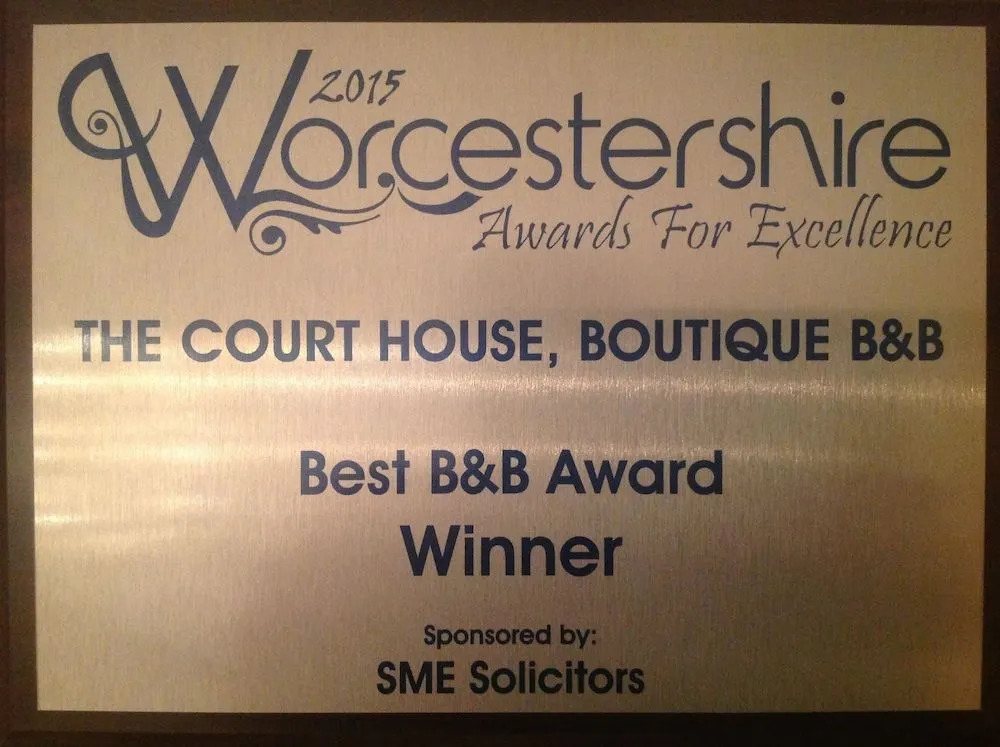 2015
Worcestershire
Awards For Excellence
THE COURT HOUSE, BOUTIQUE B&B
Best B&B Award
Winner
Sponsored by:
SME Solicitors